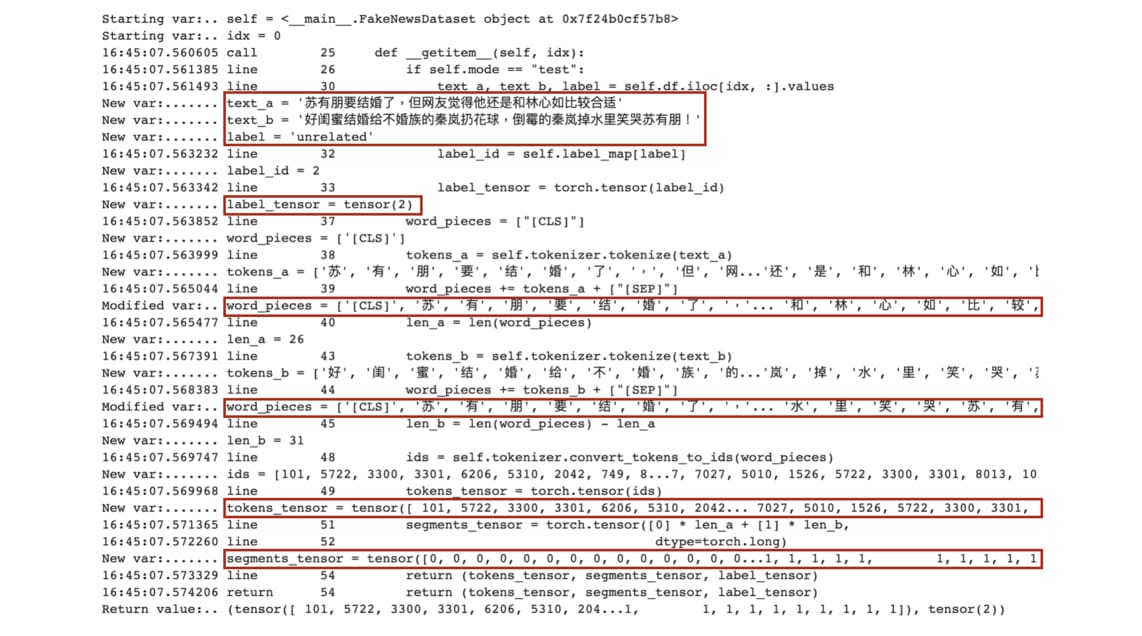 Starting var:.. self = <__main__.FakeNewsDataset object at 0x7f24b0cf57b8>
Starting var:.. idx = 0
16:45:07.560605 call 25 def __getitem__(self, idx):
16:45:07.561385 line 26 if self.mode == "test":
16:45:07.561493 line 30 text_a, text_b, label = self.df.iloc[idx, :].values
New var:....... text_a = '苏有朋要结婚了，但网友觉得他还是和林心如比较合适'
New var:....... text_b = '好闺蜜结婚给不婚族的秦岚扔花球，倒霉的秦岚掉水里笑哭苏有朋！'
New var:....... label = 'unrelated'
16:45:07.563232 line 32 label_id = self.label_map[label]
New var:....... label_id = 2
16:45:07.563342 line 33 label_tensor = torch.tensor(label_id)
New var:....... label_tensor = tensor(2)
16:45:07.563852 line 37 word_pieces = ["[CLS]"]
New var:....... word_pieces = ['[CLS]']
16:45:07.563999 line 38 tokens_a = self.tokenizer.tokenize(text_a)
New var:....... tokens_a = ['苏', '有', '朋', '要', '结', '婚', '了', '，', '但', '网...'还', '是', '和', '林', '心', '如', '比
16:45:07.565044 line 39 word_pieces += tokens_a + ["[SEP]"]
Modified var:.. word_pieces = ['[CLS]', '苏', '有', '朋', '要', '结', '婚', '了', '，'... '和', '林', '心', '如', '比', '较',
16:45:07.565477 line 40 len_a = len(word_pieces)
New var:....... len_a = 26
16:45:07.567391 line 43 tokens_b = self.tokenizer.tokenize(text_b)
New var:....... tokens_b = ['好', '闺', '蜜', '结', '婚', '给', '不', '婚', '族', '的...'岚', '掉', '水', '里', '笑', '哭', '苏
16:45:07.568383 line 44 word_pieces += tokens_b + ["[SEP]"]
Modified var:.. word_pieces = ['[CLS]', '苏', '有', '朋', '要', '结', '婚', '了', '，'... '水', '里', '笑', '哭', '苏', '有',
16:45:07.569494 line 45 len_b = len(word_pieces) - len_a
New var:....... len_b = 31
16:45:07.569747 line 48 ids = self.tokenizer.convert_tokens_to_ids(word_pieces)
New var:....... ids = [101, 5722, 3300, 3301, 6206, 5310, 2042, 749, 8...7, 7027, 5010, 1526, 5722, 3300, 3301, 8013, 10
16:45:07.569968 line 49 tokens_tensor = torch.tensor(ids)
New var:....... tokens_tensor = tensor([ 101, 5722, 3300, 3301, 6206, 5310, 2042... 7027, 5010, 1526, 5722, 3300, 3301,
16:45:07.571365 line 51 segments_tensor = torch.tensor([0] * len_a + [1] * len_b,
16:45:07.572260 line 52 dtype=torch.long)
New var:....... segments_tensor = tensor([0, 0, 0, 0, 0, 0, 0, 0, 0, 0, 0, 0, 0, 0...1, 1, 1, 1, 1, 1, 1, 1, 1, 1
16:45:07.573329 line 54 return (tokens_tensor, segments_tensor, label_tensor)
16:45:07.574206 return 54 return (tokens_tensor, segments_tensor, label_tensor)
Return value:.. (tensor([ 101, 5722, 3300, 3301, 6206, 5310, 204...1, 1, 1, 1, 1, 1, 1, 1, 1, 1]), tensor(2))